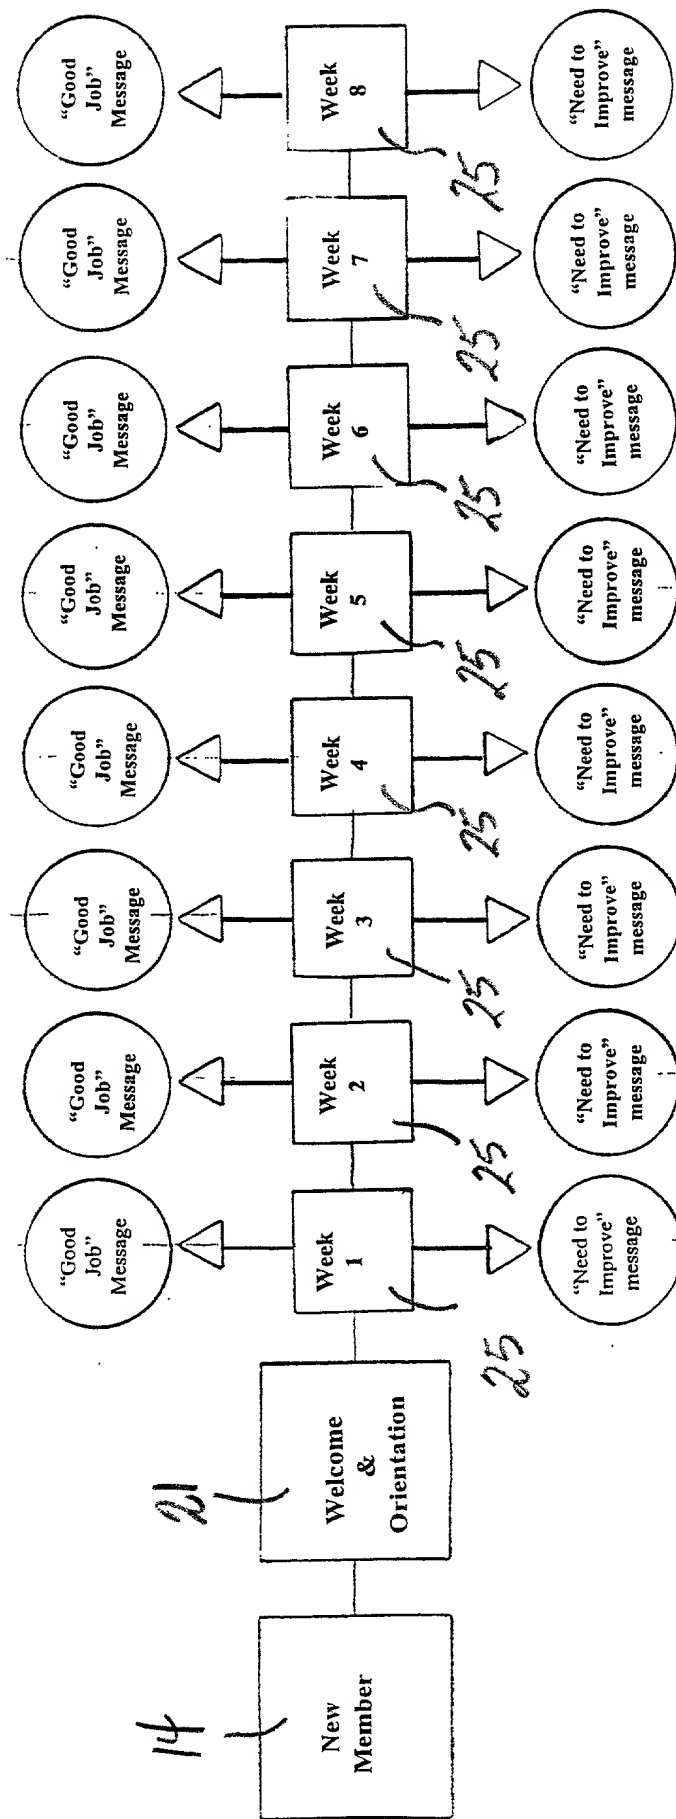 "Good
Job"
Message
"Good
Job"
Message
"Good
Job"
Message
"Good
Job"
Message
"Good
Job"
Message
"Good
Job"
Message
"Good
Job"
Message
"Good
Job"
Message
14
21
New
Member
Welcome
&
Orientation
Week
1
Week
2
Week
3
Week
4
Week
5
Week
6
Week
7
Week
8
25
25
25
25
25
25
25
25
"Need to
Improve"
message
"Need to
Improve"
message
"Need to
Improve"
message
"Need to
Improve"
message
"Need to
Improve"
message
"Need to
Improve"
message
"Need to
Improve"
message
"Need to
Improve"
message